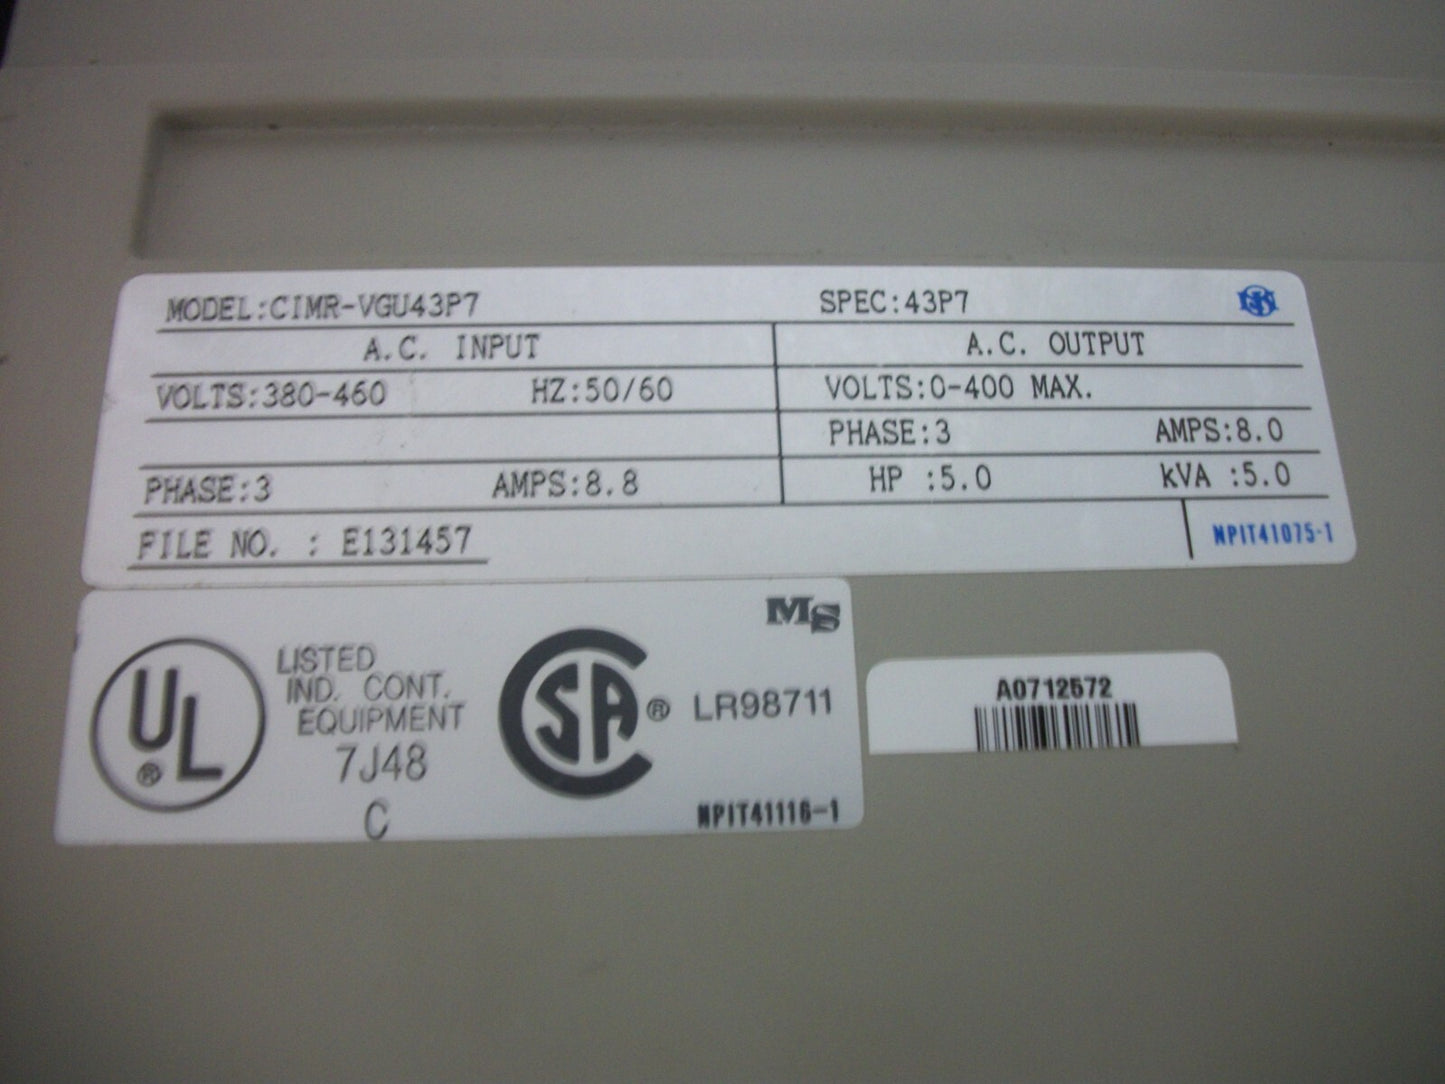 MODEL:CIMR-VGU43P7 SPEC:43P7
A.C. INPUT A.C. OUTPUT
VOLTS:380-460 HZ:50/60 VOLTS:0-400 MAX.
PHASE:3 AMPS:8.0
PHASE:3 AMPS:8.8 HP :5.0 kVA :5.0
FILE NO. : E131457
NPIT41075-1
MS
UL
®
LISTED
IND. CONT.
EQUIPMENT
7J48
C
SA ® LR98711
NPIT41116-1
A0712572